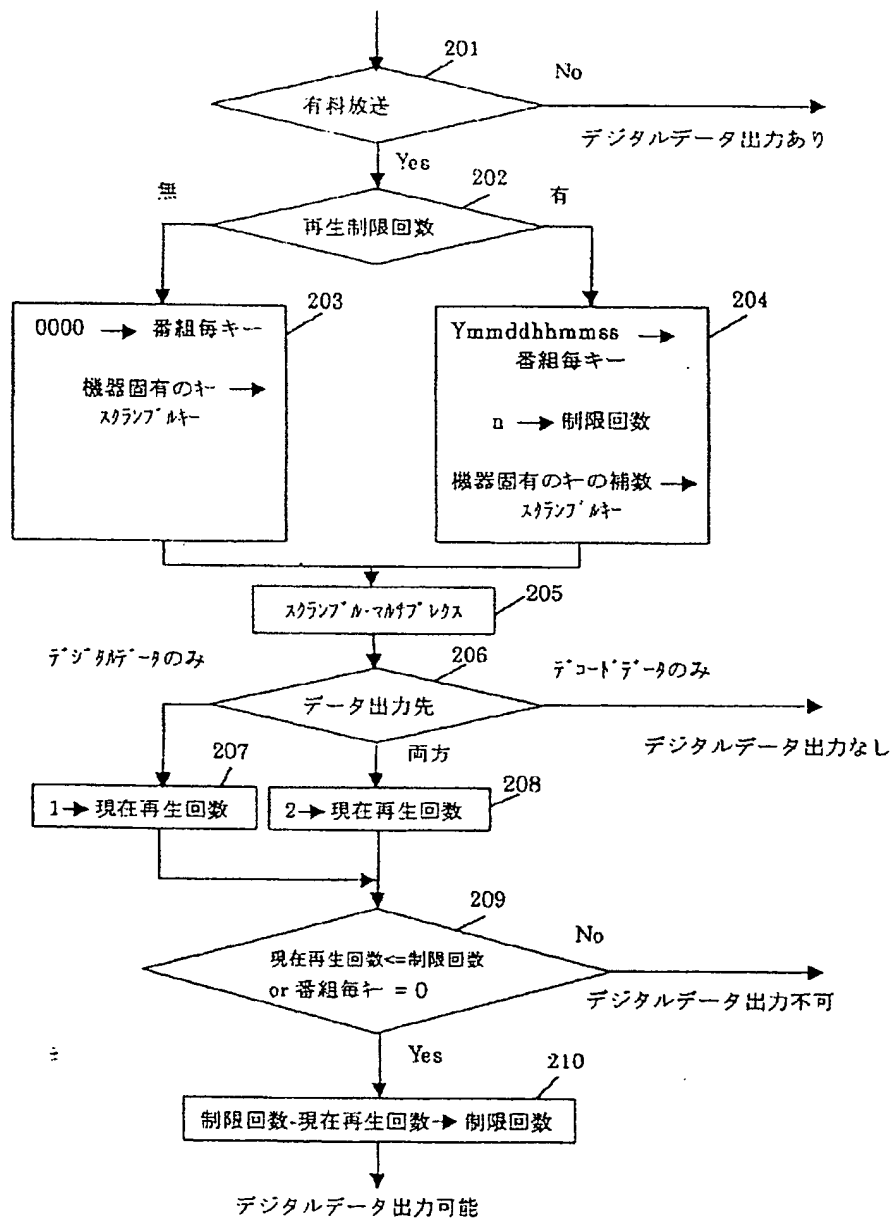 201
No
有料放送
デジタルデータ出力あり
Yes
無
202
有
再生制限回数
203
0000 → 番組毎キー
機器固有のキー →
スクランブルキー
204
Ymmddhhmmss →
番組毎キー
n → 制限回数
機器固有のキーの補数 →
スクランブルキー
スクランブル・マルチプレクス
205
デジタルデータのみ
206
デコードデータのみ
データ出力先
両方
デジタルデータ出力なし
207
1→現在再生回数
208
2→現在再生回数
209
No
現在再生回数<=制限回数
or 番組毎キー = 0
デジタルデータ出力不可
Yes
210
制限回数-現在再生回数→ 制限回数
デジタルデータ出力可能